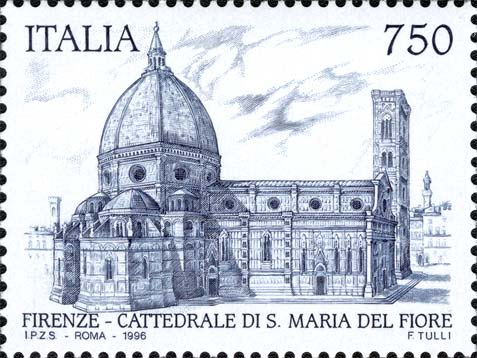 ITALIA 750
FIRENZE - CATTEDRALE DI S. MARIA DEL FIORE
I.P.Z.S. - ROMA - 1996 F. TULLI